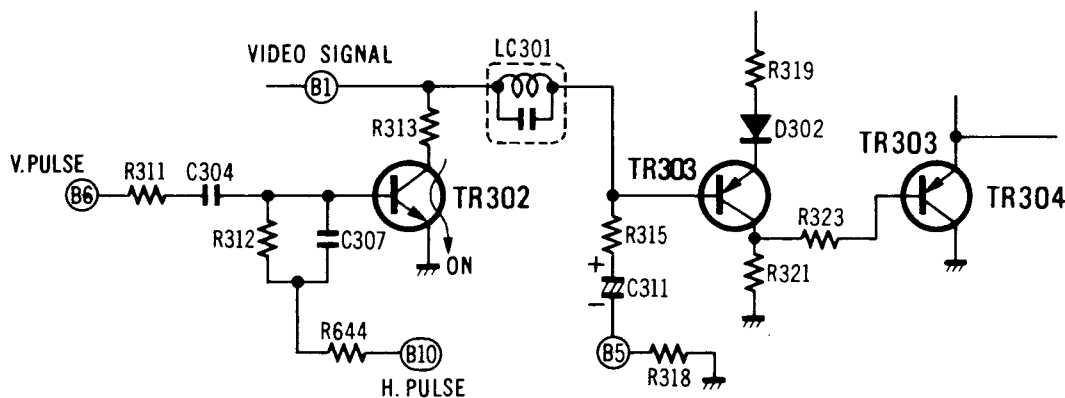 VIDEO SIGNAL
LC301
B1
R319
R313
D302
V.PULSE
R311
C304
TR303
TR303
B6
TR302
TR304
R312
C307
R315
R323
ON
C311
R321
+
−
R644
B10
B5
R318
H.PULSE